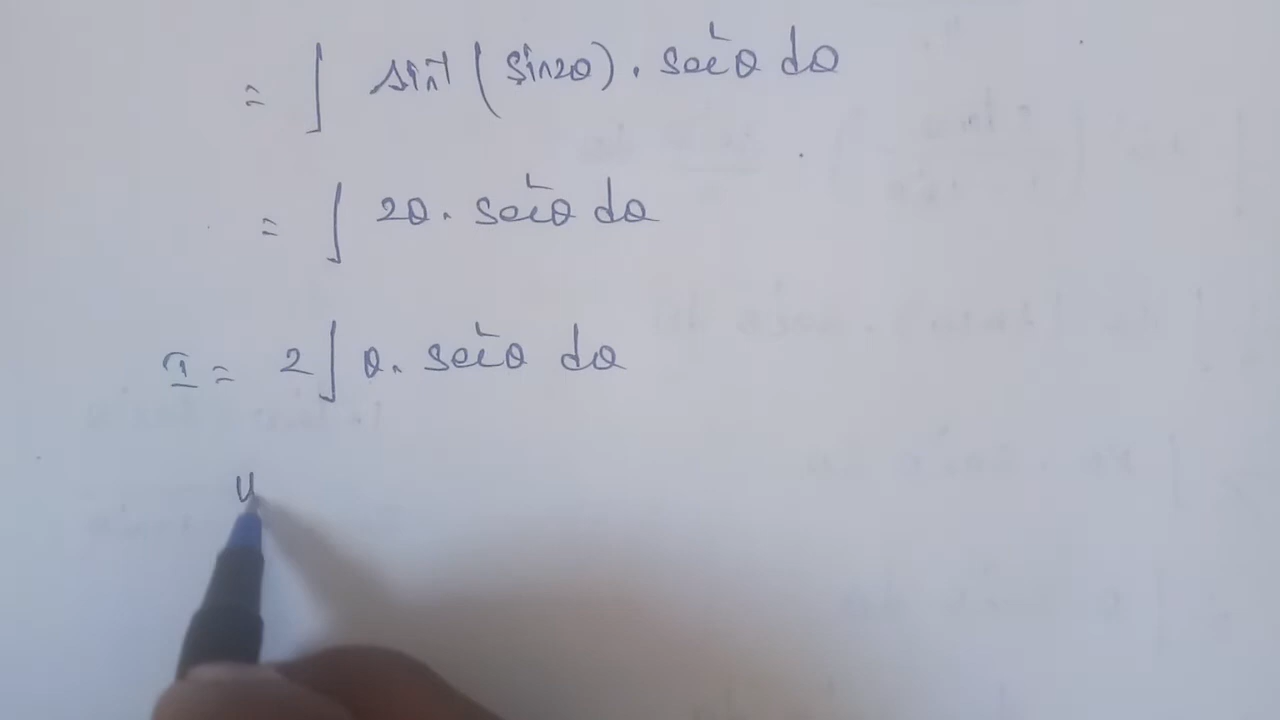 = ∫ sin⁻¹(sin2θ). sec²θ dθ
= ∫ 2θ. sec²θ dθ
I = 2∫ θ. sec²θ dθ
u